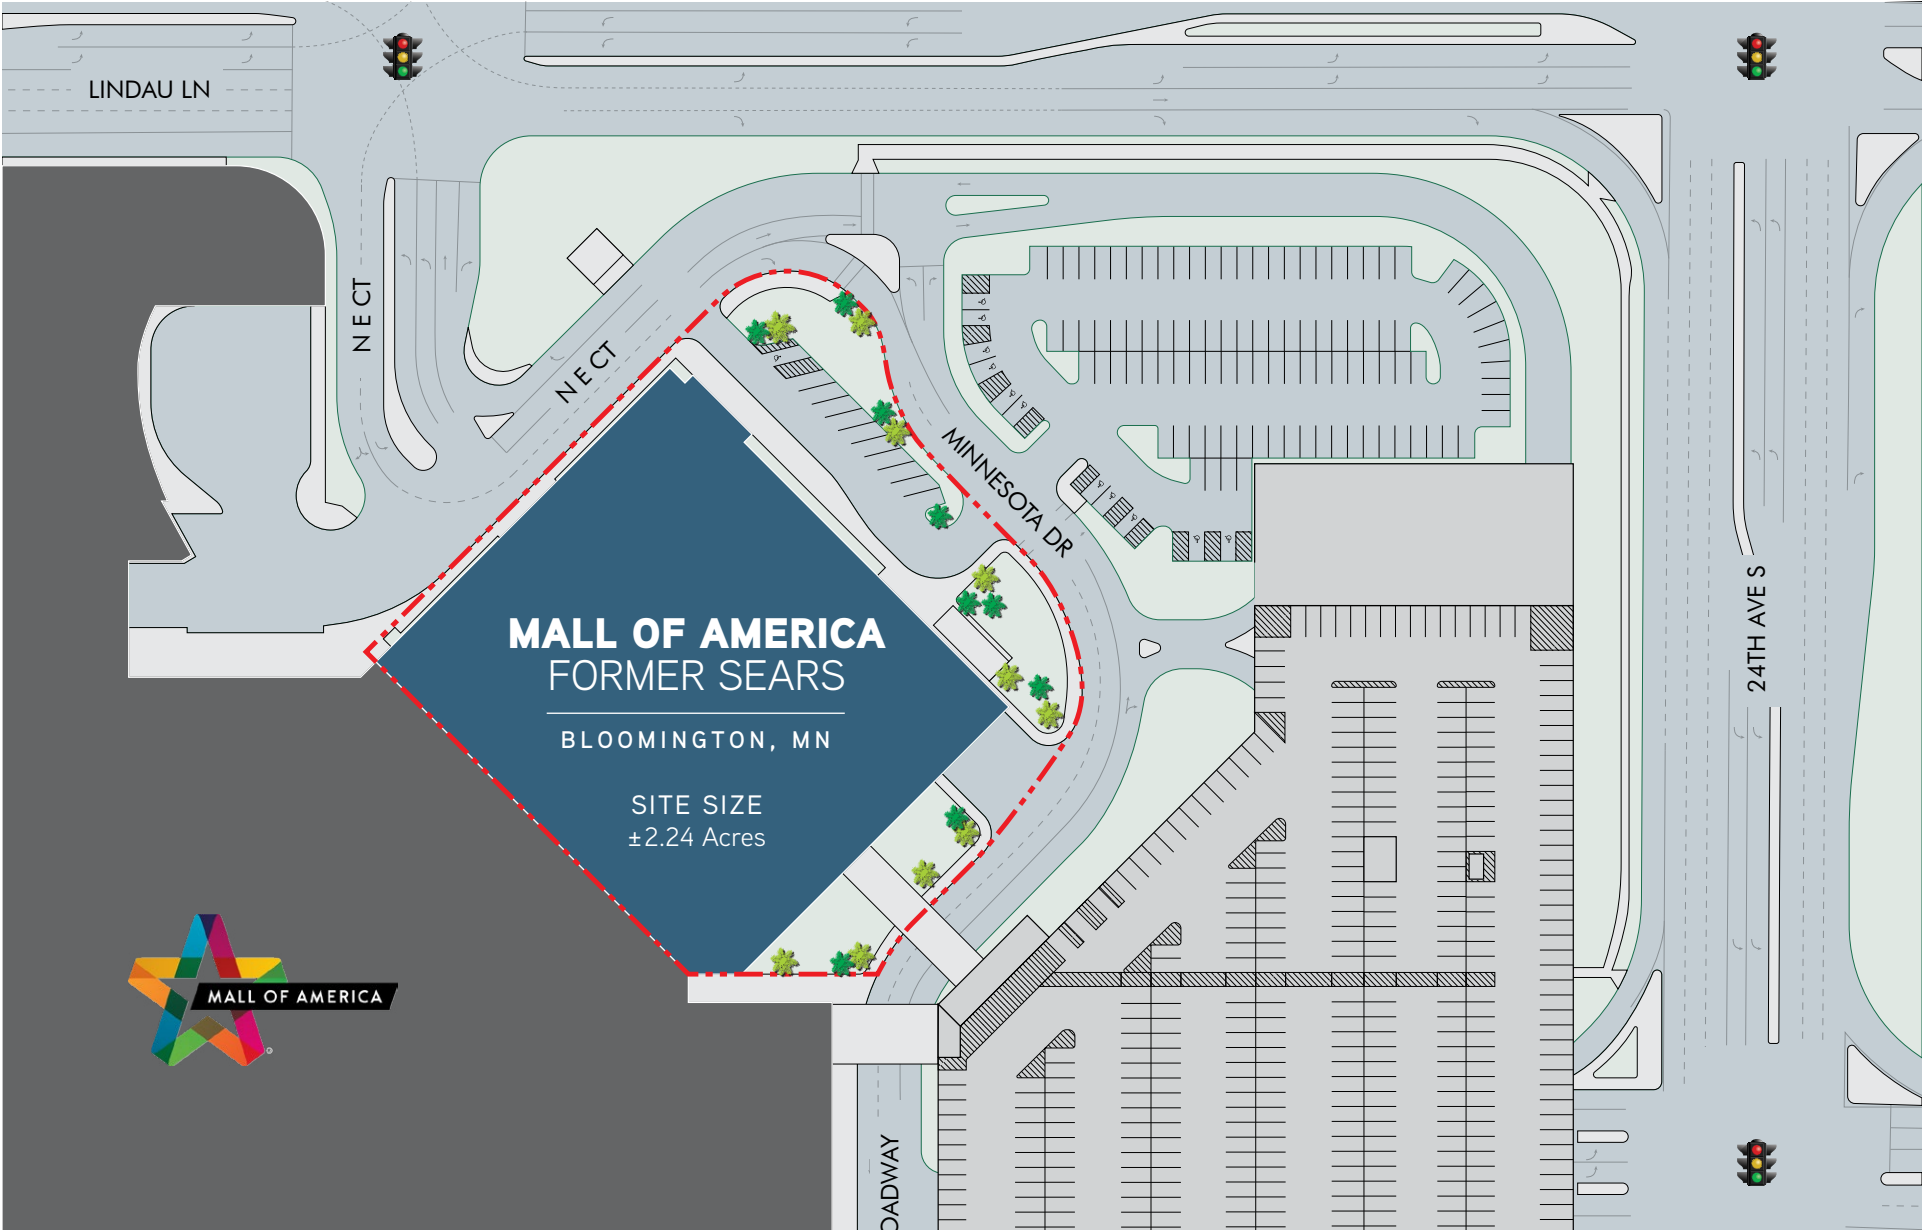 LINDAU LN
N E CT
N E CT
MINNESOTA DR
24TH AVE S
MALL OF AMERICA
FORMER SEARS
BLOOMINGTON, MN
SITE SIZE
±2.24 Acres
MALL OF AMERICA
®
OADWAY